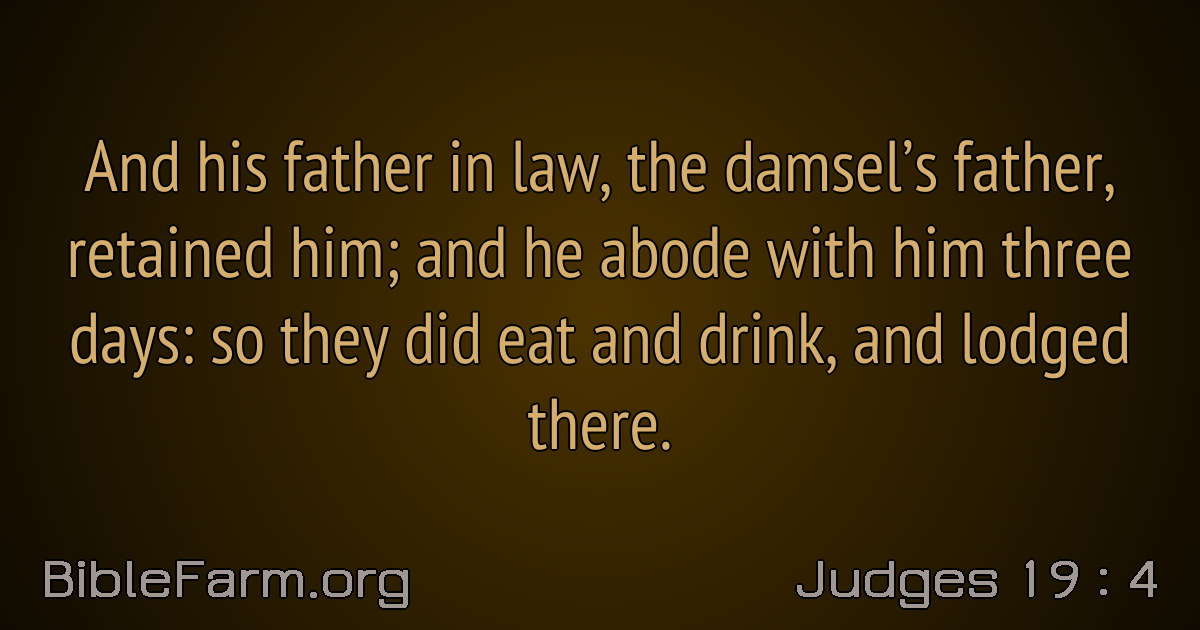 And his father in law, the damsel’s father,
retained him; and he abode with him three
days: so they did eat and drink, and lodged
there.
BibleFarm.org
Judges 19 : 4